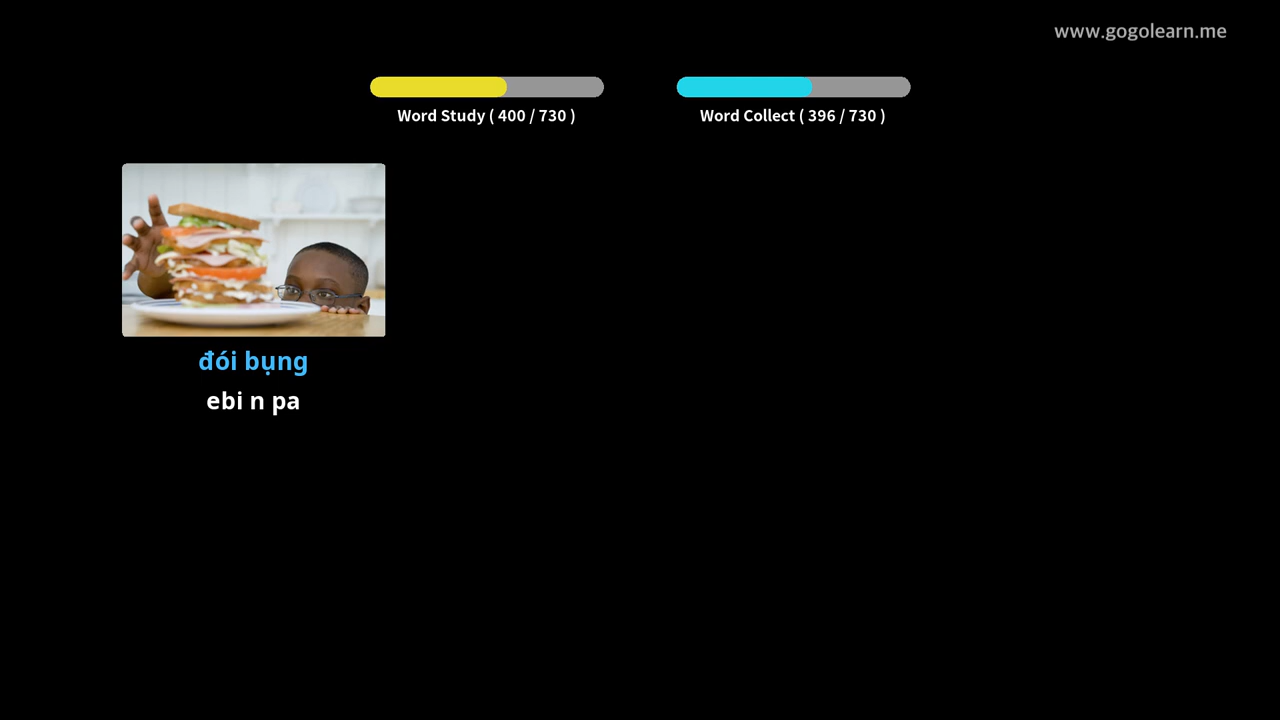 www.gogolearn.me
Word Study ( 400 / 730 )
Word Collect ( 396 / 730 )
đói bụng
ebi n pa